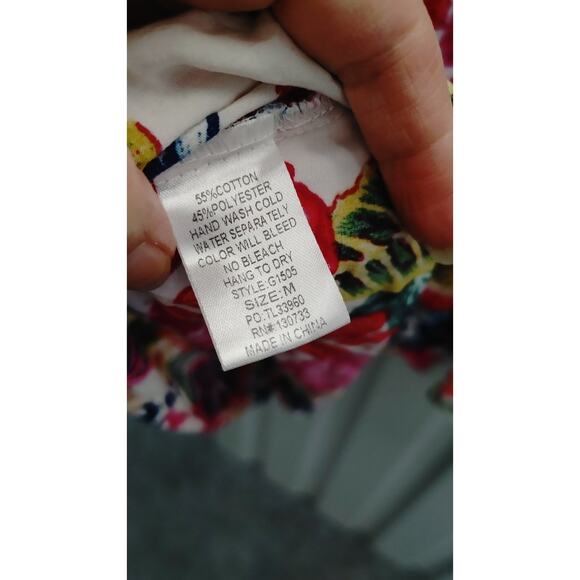 55%COTTON
45%POLYESTER
HAND WASH COLD
WATER SEPARATELY
COLOR WILL BLEED
NO BLEACH
HANG TO DRY
STYLE:G1505
SIZE: M
PO:TL33960
RN#:130733
MADE IN CHINA